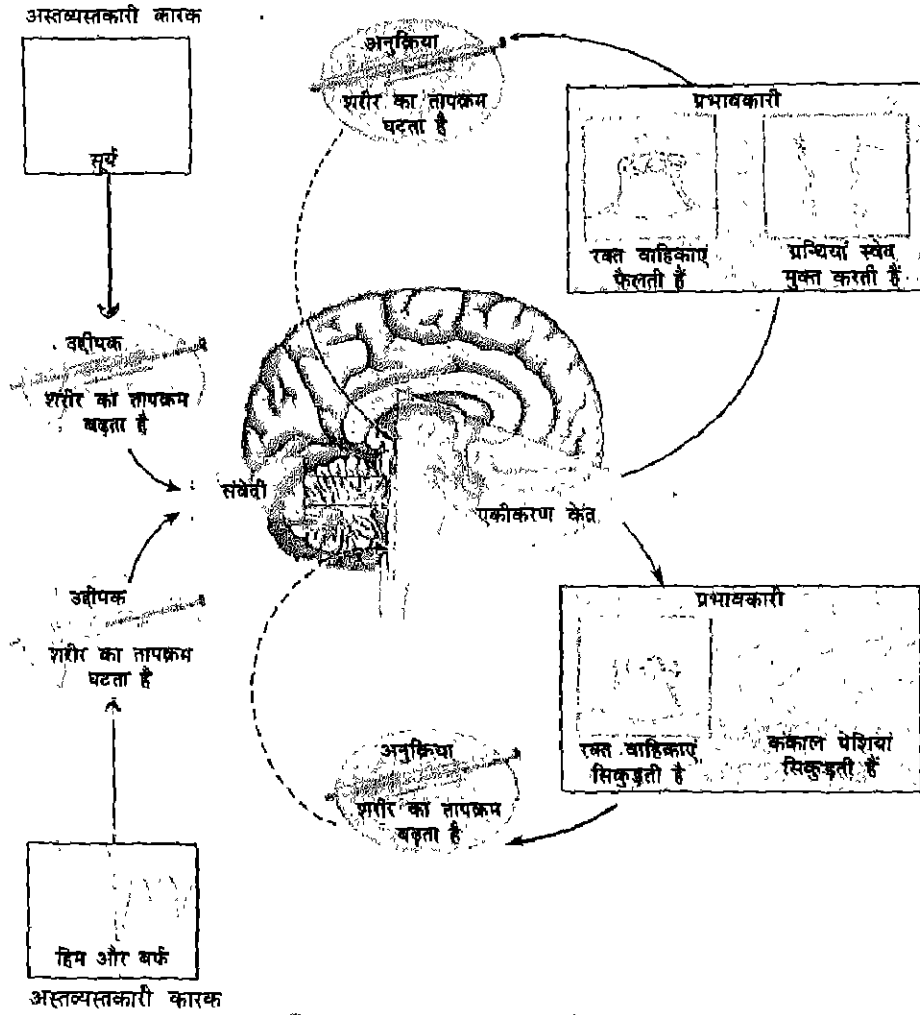 अस्तव्यस्तकारी कारक
सूर्य
उद्दीपक
शरीर का तापक्रम
बढ़ता है
संवेदी
उद्दीपक
शरीर का तापक्रम
घटता है
हिम और बर्फ
अस्तव्यस्तकारी कारक
अनुक्रिया
शरीर का तापक्रम
घटता है
प्रभावकारी
रक्त वाहिकाएं
फैलती हैं
ग्रन्थियां स्वेद
मुक्त करती हैं
एकीकरण केंद्र
प्रभावकारी
रक्त वाहिकाएं
सिकुड़ती है
कंकाल पेशियां
सिकुड़ती हैं
अनुक्रिया
शरीर का तापक्रम
बढ़ता है